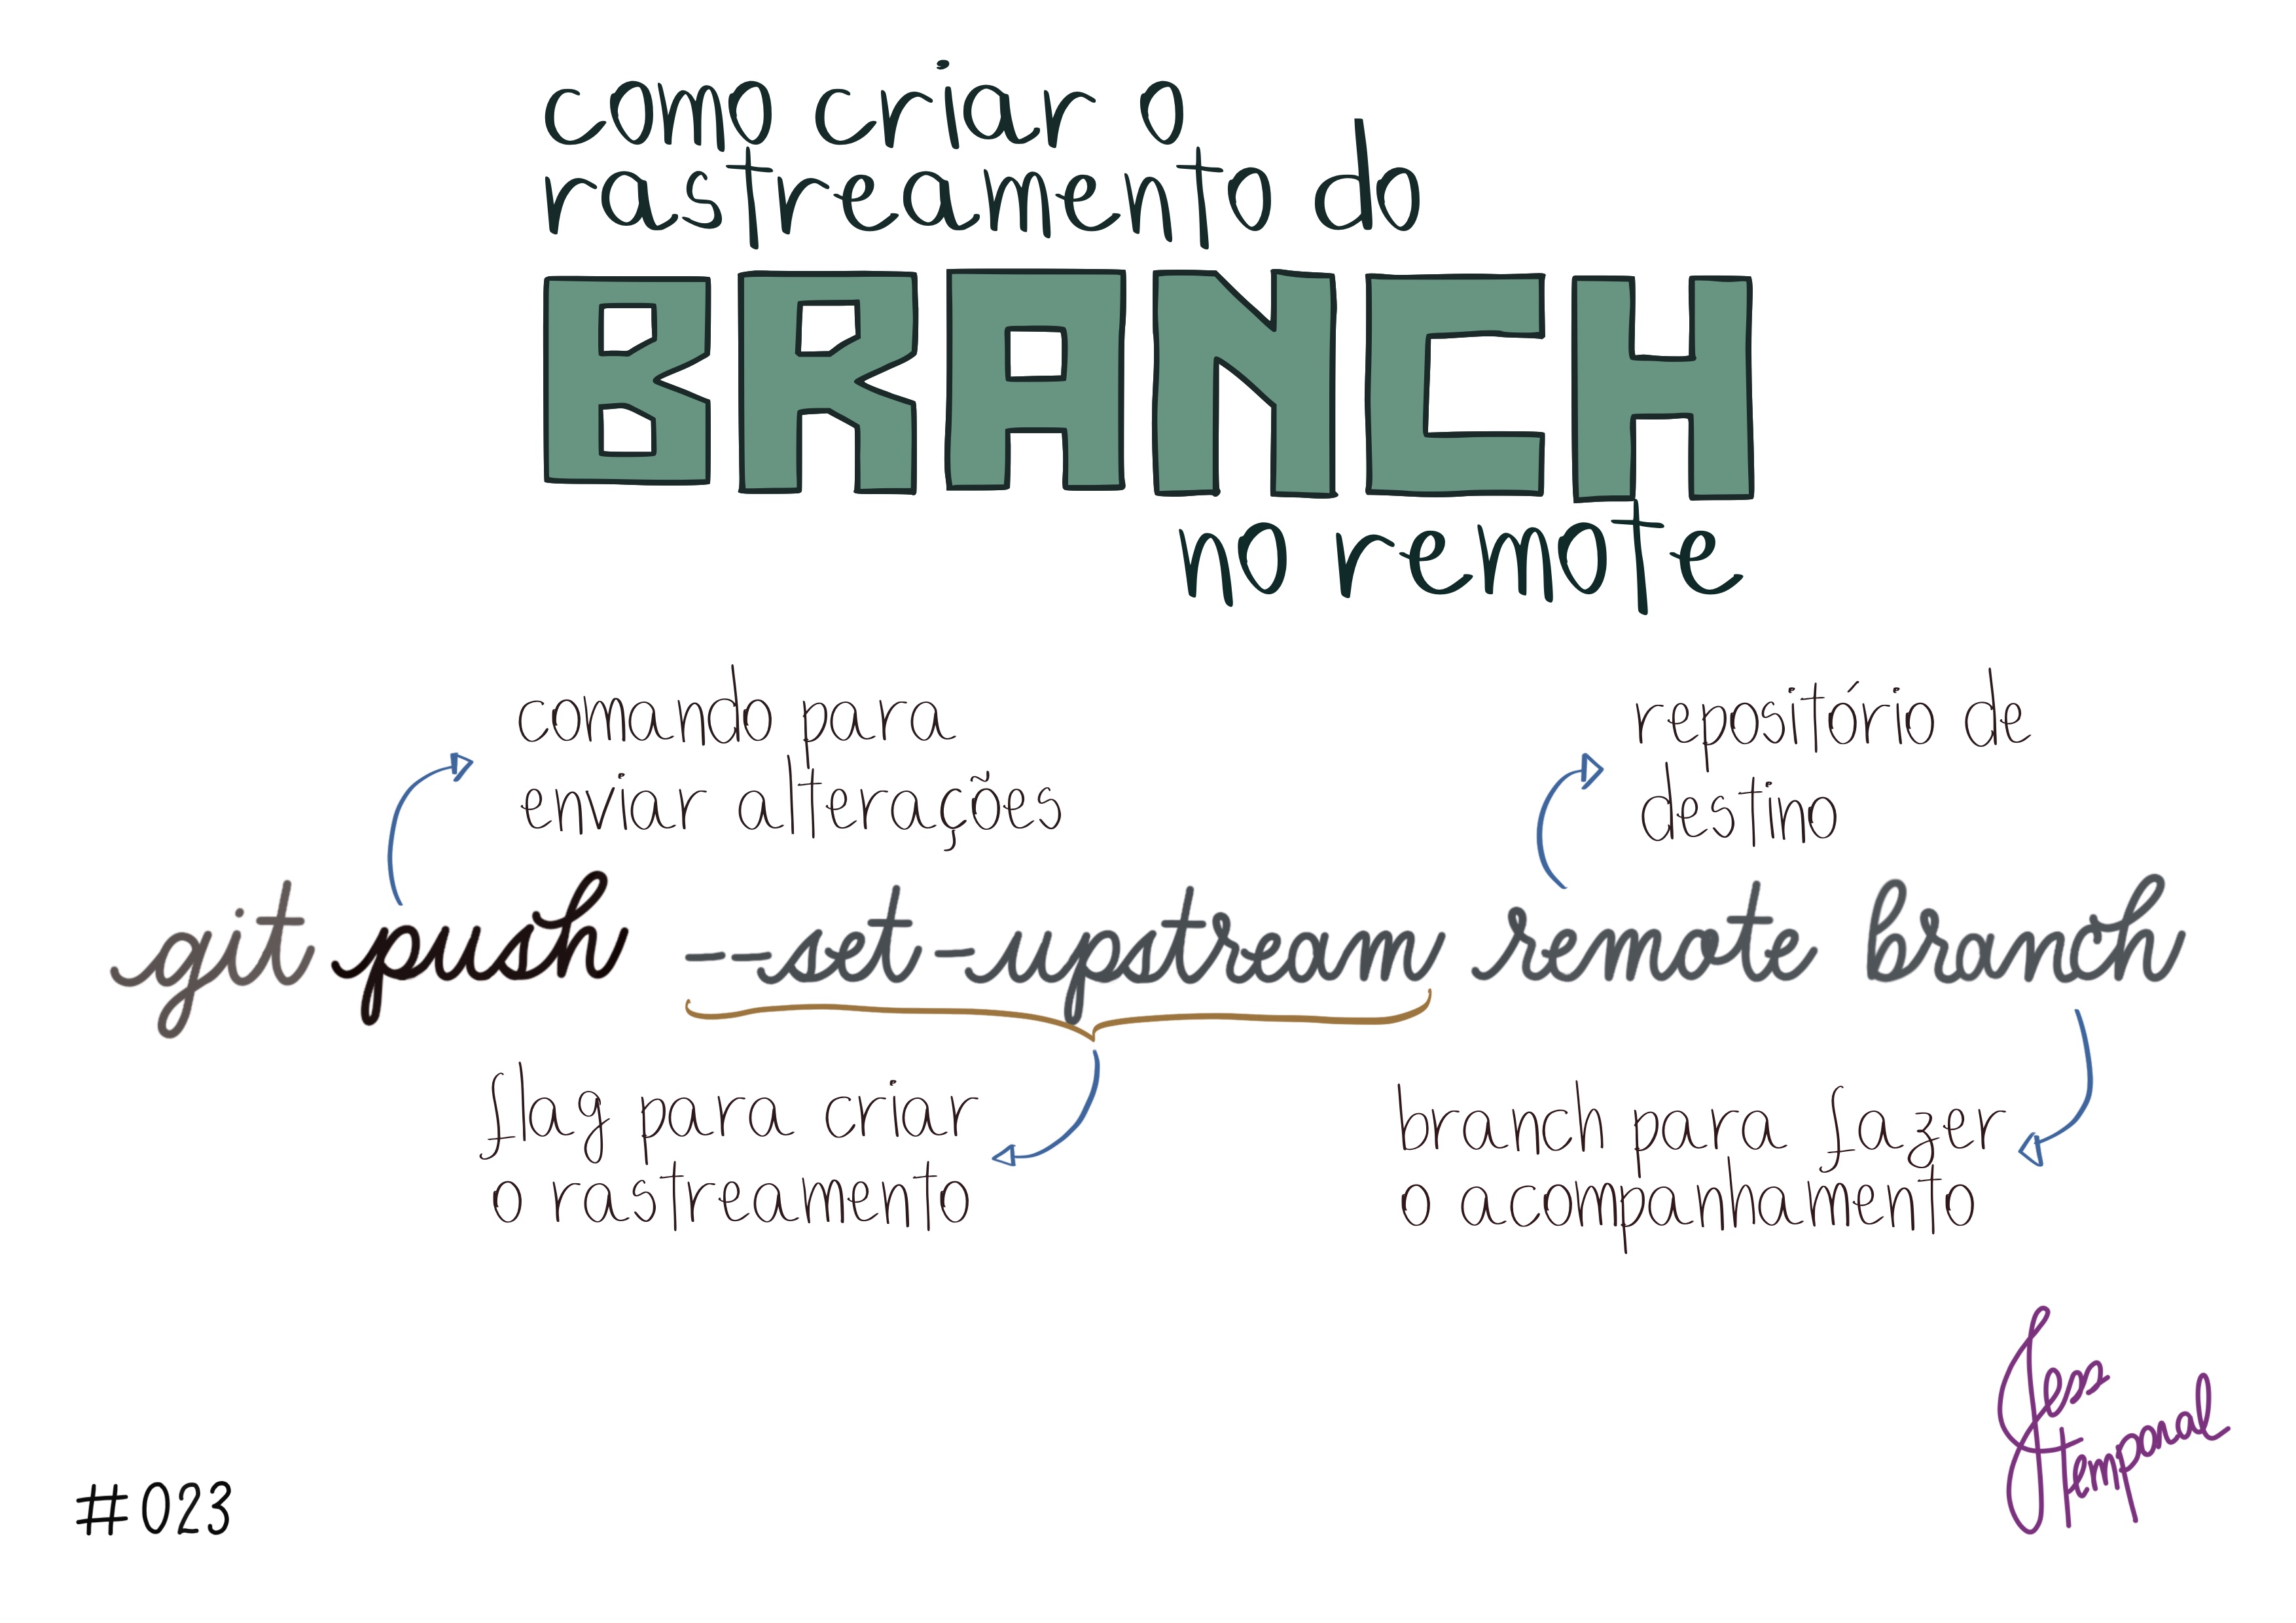 como criar o
rastreamento do
BRANCH
no remote
comando para
enviar alterações
repositório de
destino
git push --set-upstream remote branch
flag para criar
o rastreamento
branch para fazer
o acompanhamento
#023
Jess
temporal